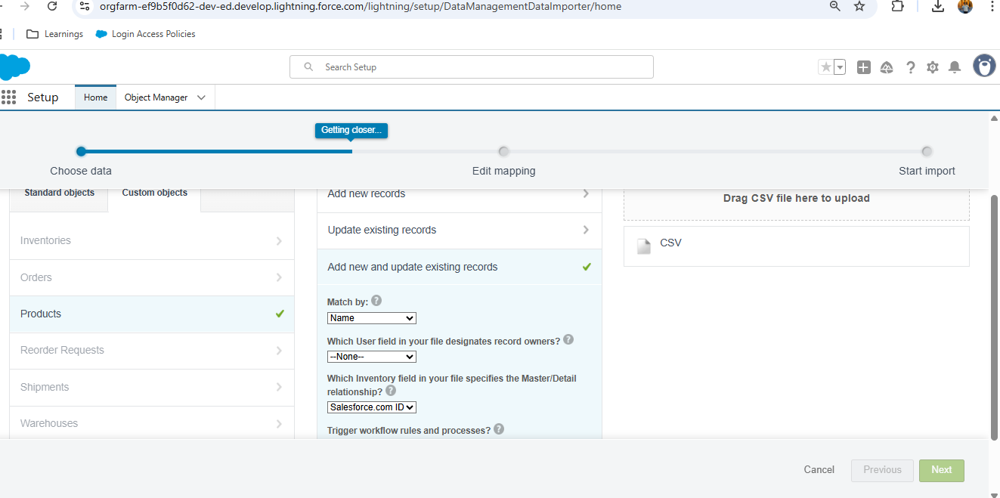 orgfarm-ef9b5f0d62-dev-ed.develop.lightning.force.com/lightning/setup/DataManagementDataImporter/home
Learnings
Login Access Policies
Search Setup
Setup
Home
Object Manager
Getting closer...
Choose data
Edit mapping
Start import
Standard objects
Custom objects
Inventories
Orders
Products
Reorder Requests
Shipments
Warehouses
Add new records
Update existing records
Add new and update existing records
Match by: ?
Name
Which User field in your file designates record owners? ?
--None--
Which Inventory field in your file specifies the Master/Detail
relationship? ?
Salesforce.com ID
Trigger workflow rules and processes? ?
Drag CSV file here to upload
CSV
Cancel
Previous
Next